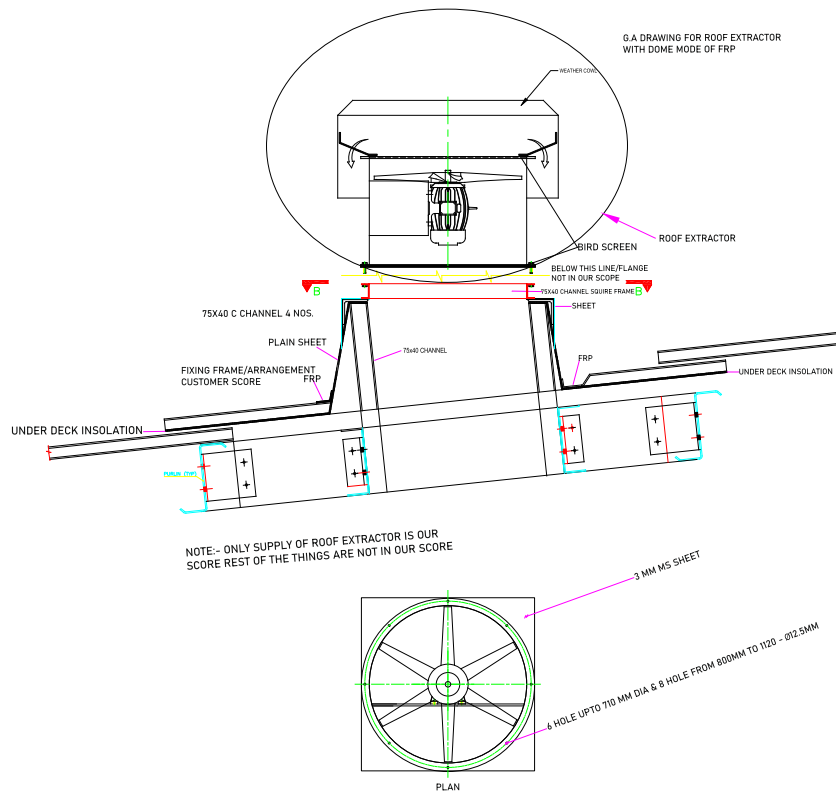 G.A DRAWING FOR ROOF EXTRACTOR
WITH DOME MODE OF FRP
WEATHER COWL
BIRD SCREEN
ROOF EXTRACTOR
BELOW THIS LINE/FLANGE
NOT IN OUR SCOPE
B
B
75X40 CHANNEL SQUIRE FRAME
SHEET
75X40 C CHANNEL 4 NOS.
PLAIN SHEET
75x40 CHANNEL
FIXING FRAME/ARRANGEMENT
CUSTOMER SCORE
FRP
FRP
UNDER DECK INSOLATION
UNDER DECK INSOLATION
PURLIN (TYP)
NOTE:- ONLY SUPPLY OF ROOF EXTRACTOR IS OUR
SCORE REST OF THE THINGS ARE NOT IN OUR SCORE
3 MM MS SHEET
6 HOLE UPTO 710 MM DIA & 8 HOLE FROM 800MM TO 1120 - Ø12.5MM
PLAN